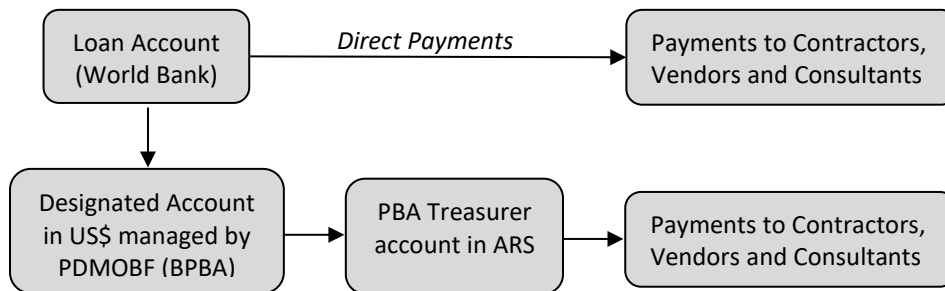 Loan Account
(World Bank)
Direct Payments
Payments to Contractors,
Vendors and Consultants
Designated Account
in US$ managed by
PDMOBF (BPBA)
PBA Treasurer
account in ARS
Payments to Contractors,
Vendors and Consultants